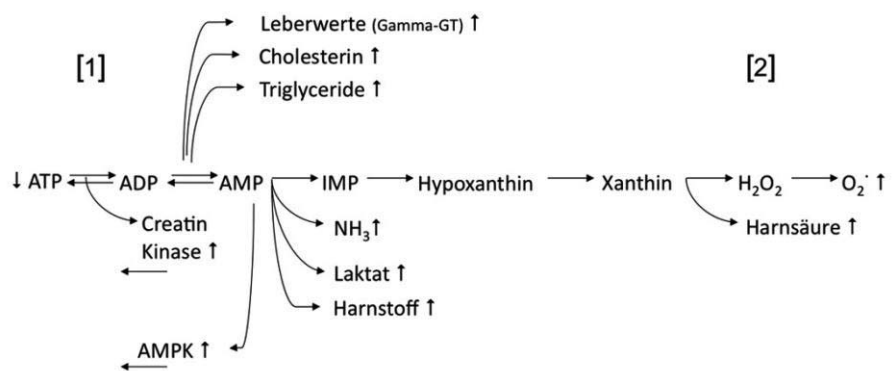 Leberwerte (Gamma-GT) ↑
[1]
Cholesterin ↑
[2]
Triglyceride ↑
↓ ATP
ADP
AMP
IMP
Hypoxanthin
Xanthin
H₂O₂
O₂˙ ↑
Creatin
Kinase ↑
NH₃↑
Harnsäure ↑
Laktat ↑
Harnstoff ↑
AMPK ↑